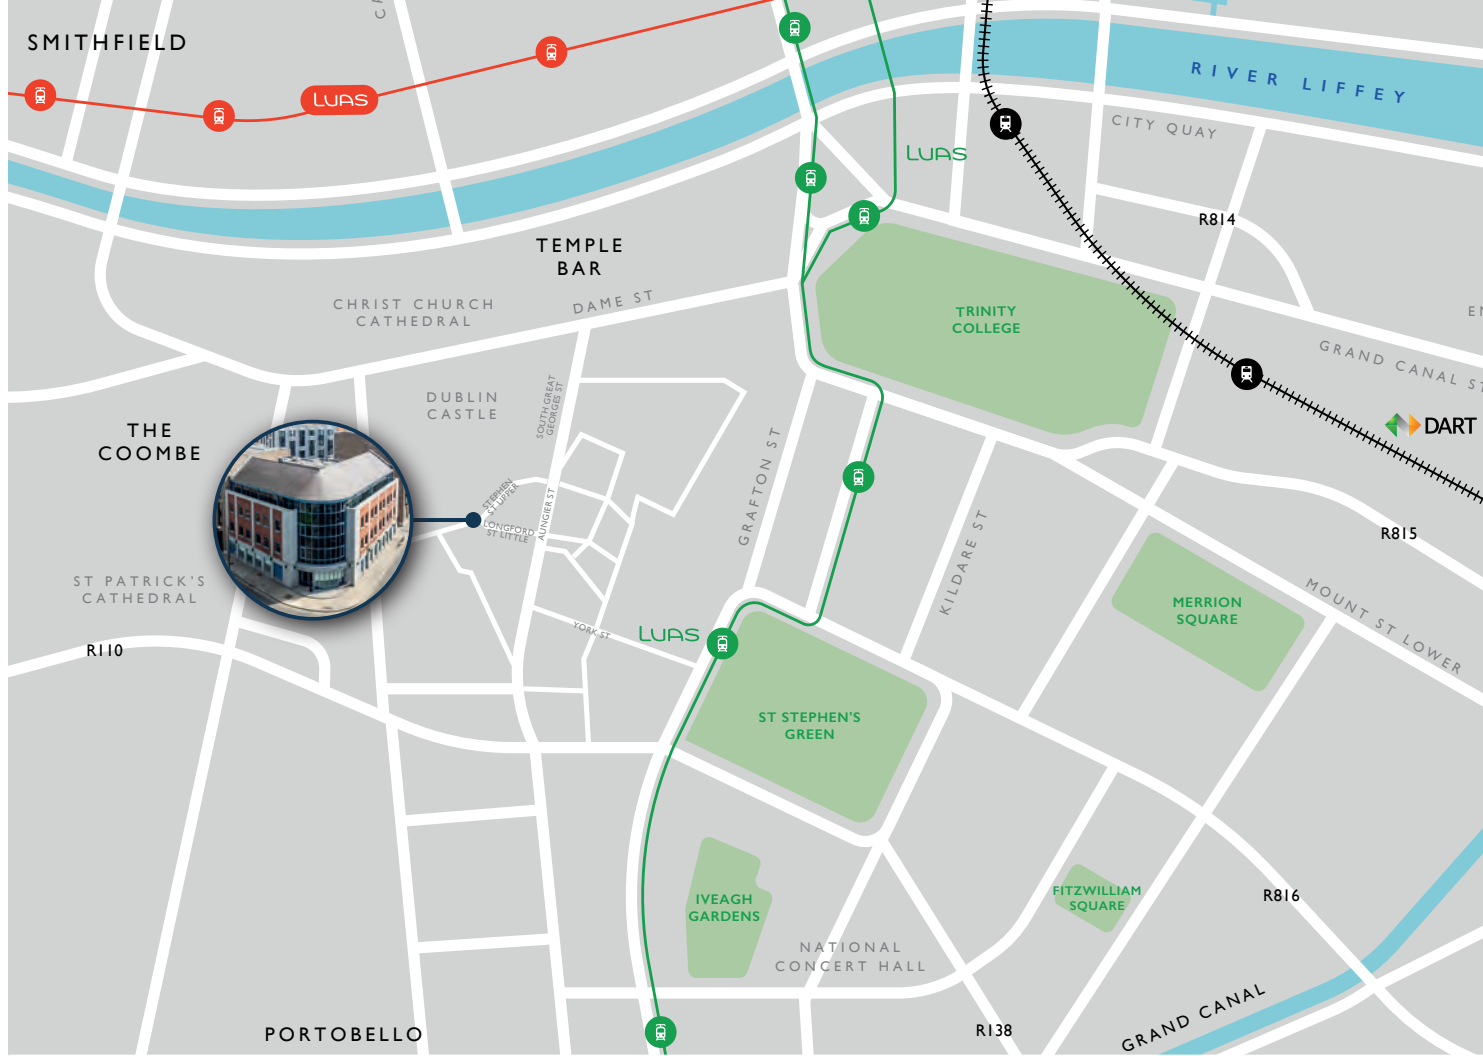 SMITHFIELD
LUAS
RIVER LIFFEY
CITY QUAY
LUAS
R814
TEMPLE
BAR
CHRIST CHURCH
CATHEDRAL
DAME ST
TRINITY
COLLEGE
GRAND CANAL ST
DUBLIN
CASTLE
SOUTH GREAT
GEORGES ST
THE
COOMBE
DART
GRAFTON ST
STEPHEN
ST UPPER
LONGFORD
ST LITTLE
AUNGIER ST
KILDARE ST
R815
ST PATRICK'S
CATHEDRAL
MERRION
SQUARE
MOUNT ST LOWER
YORK ST
LUAS
R110
ST STEPHEN'S
GREEN
IVEAGH
GARDENS
FITZWILLIAM
SQUARE
R816
NATIONAL
CONCERT HALL
GRAND CANAL
PORTOBELLO
R138